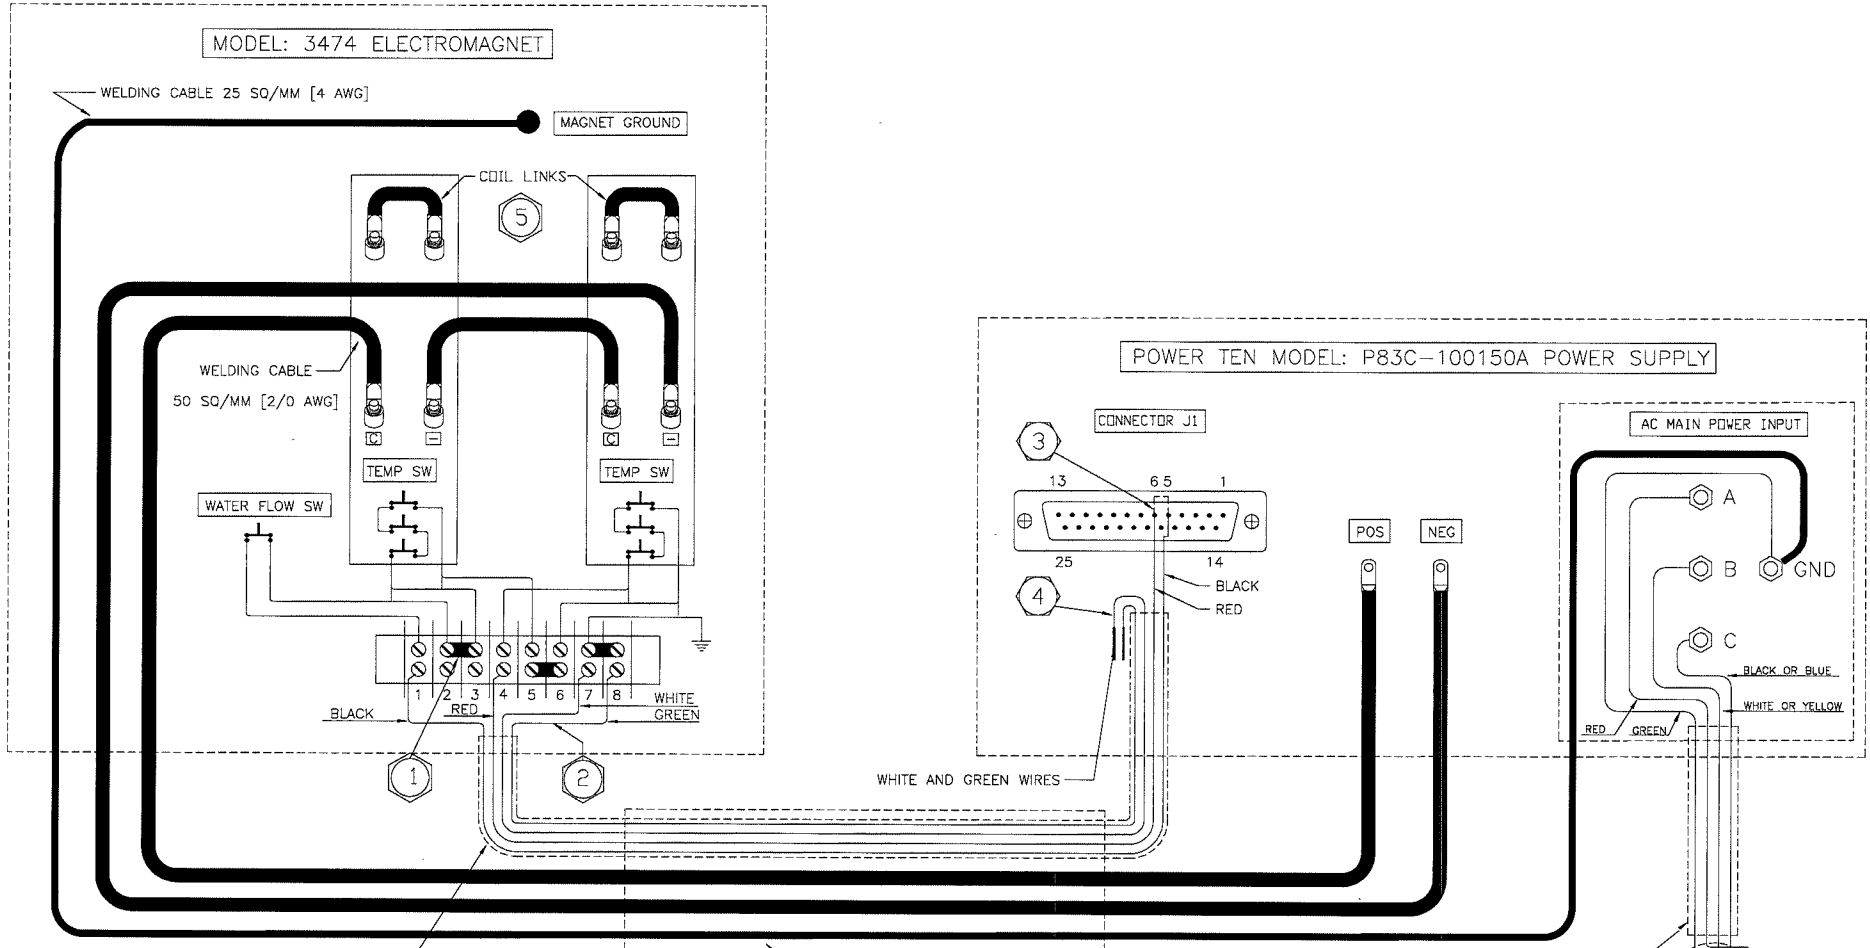 MODEL: 3474 ELECTROMAGNET
WELDING CABLE 25 SQ/MM [4 AWG]
MAGNET GROUND
COIL LINKS
5
WELDING CABLE
50 SQ/MM [2/0 AWG]
C
-
C
-
TEMP SW
TEMP SW
WATER FLOW SW
1 2 3 4 5 6 7 8
BLACK
RED
WHITE
GREEN
1
2
POWER TEN MODEL: P83C-100150A POWER SUPPLY
CONNECTOR J1
3
13 6 5 1
25 14
BLACK
RED
4
WHITE AND GREEN WIRES
POS
NEG
AC MAIN POWER INPUT
A
B
GND
C
BLACK OR BLUE
WHITE OR YELLOW
RED
GREEN